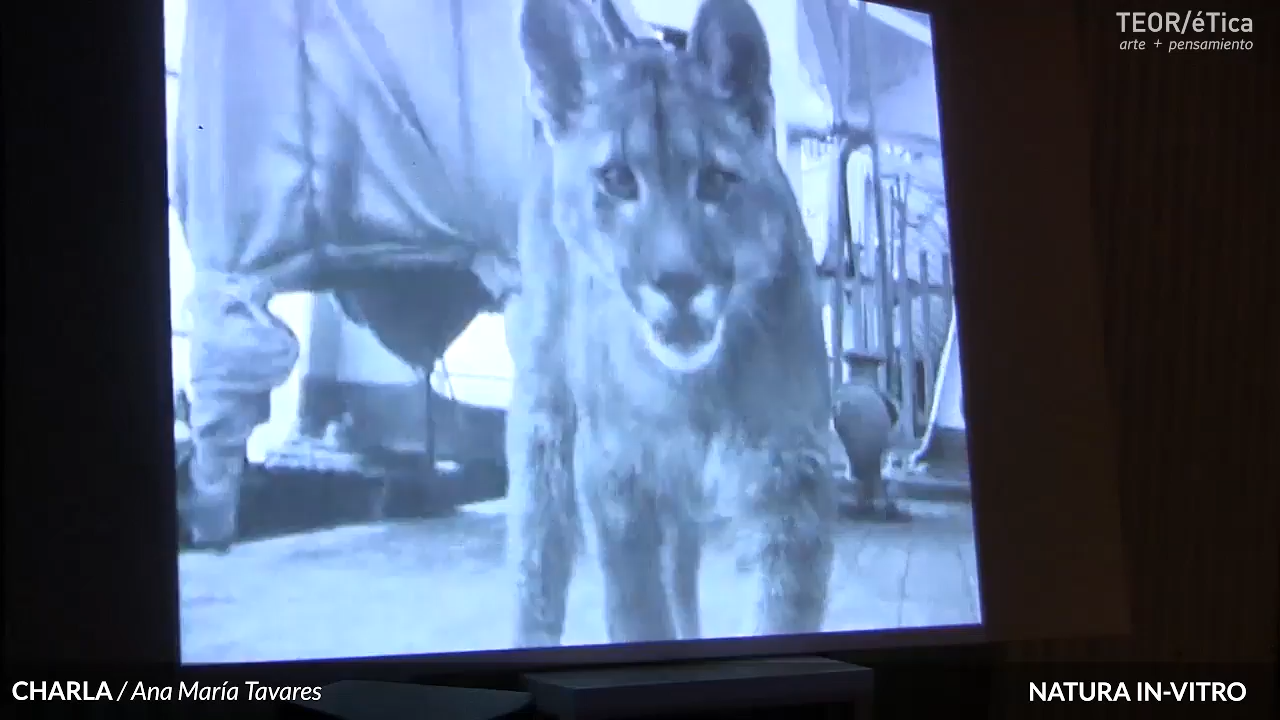 TEOR/éTica
arte + pensamiento
CHARLA / Ana María Tavares
NATURA IN-VITRO